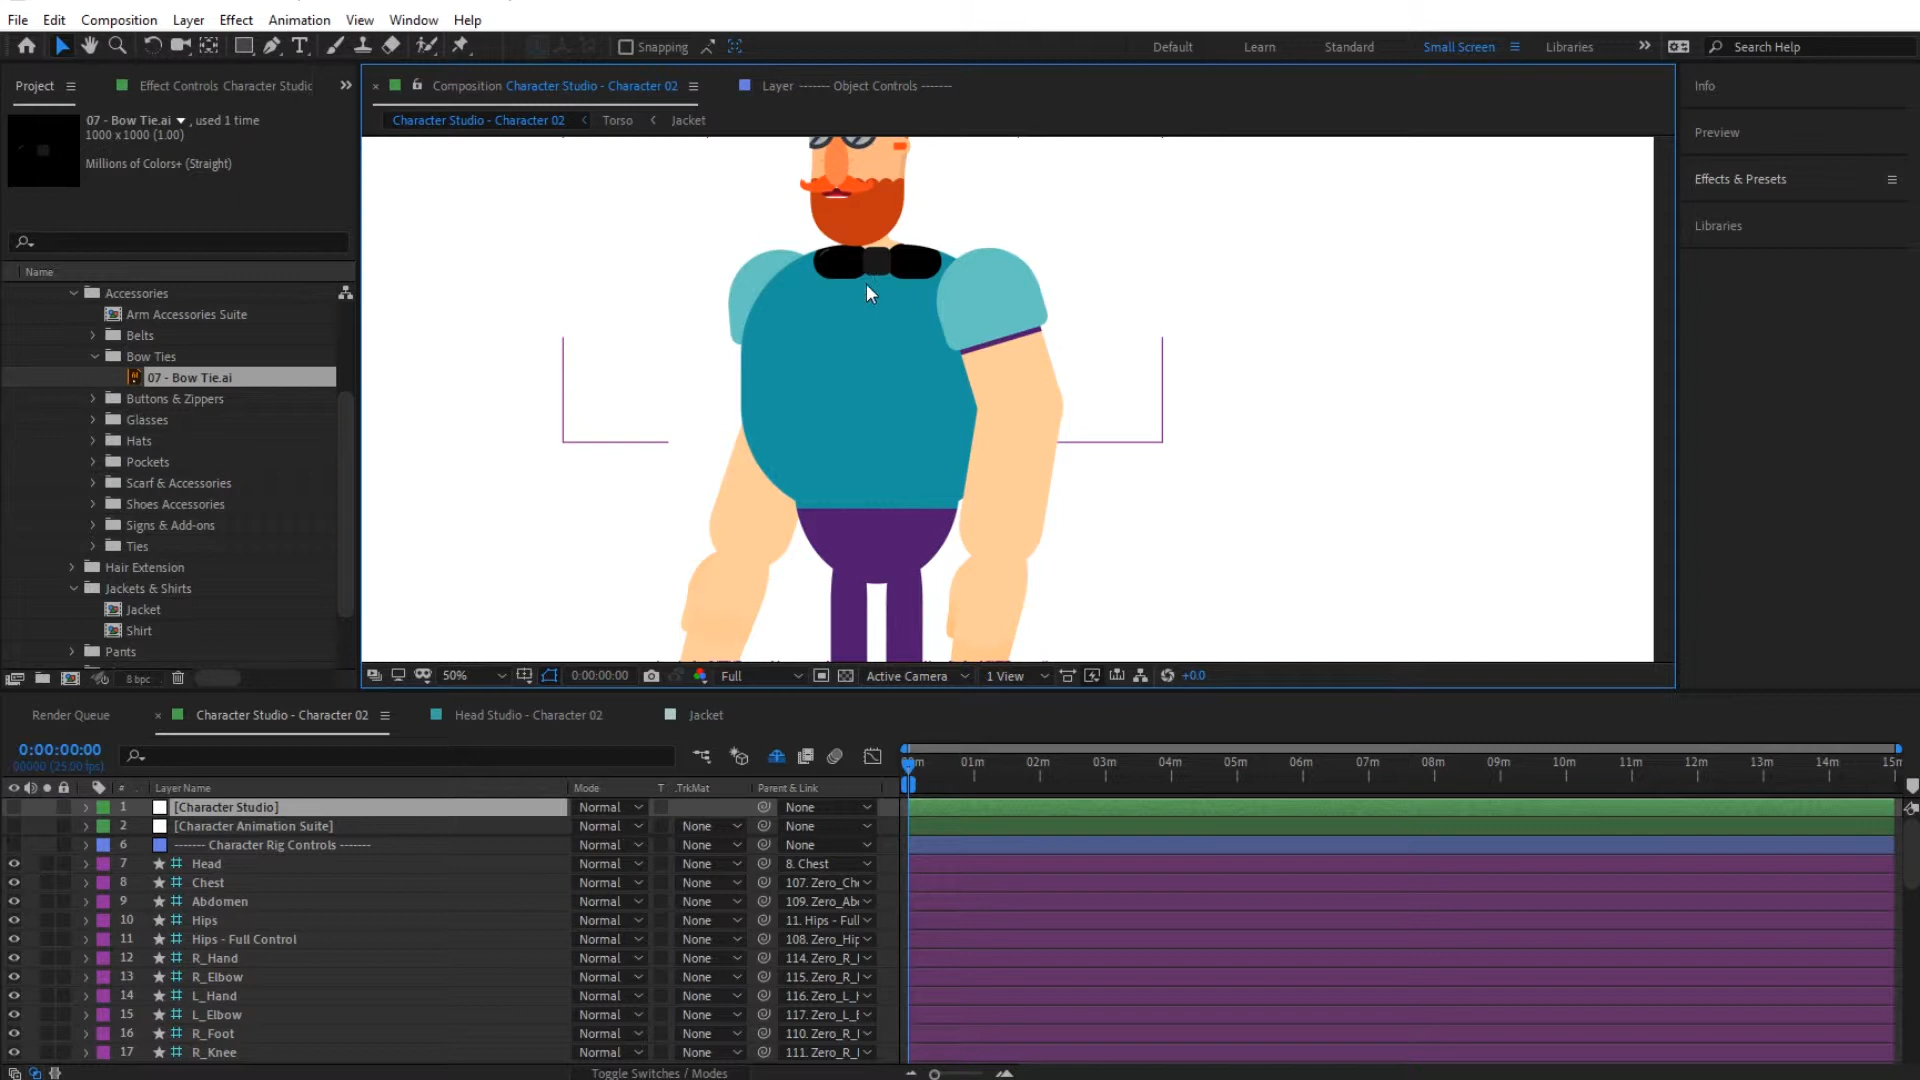 File Edit Composition Layer Effect Animation View Window Help
Snapping
Default Learn Standard Small Screen Libraries Search Help
Project Effect Controls Character Studio
Composition Character Studio - Character 02
Layer ------- Object Controls -------
Info
Character Studio - Character 02 Torso Jacket
07 - Bow Tie.ai , used 1 time
1000 x 1000 (1.00)
Millions of Colors+ (Straight)
Preview
Effects & Presets
Libraries
Name
Accessories
Arm Accessories Suite
Belts
Bow Ties
07 - Bow Tie.ai
Buttons & Zippers
Glasses
Hats
Pockets
Scarf & Accessories
Shoes Accessories
Signs & Add-ons
Ties
Hair Extension
Jackets & Shirts
Jacket
Shirt
Pants
8 bpc
50% 0:00:00:00 Full Active Camera 1 View +0.0
Render Queue Character Studio - Character 02 Head Studio - Character 02 Jacket
0:00:00:00
00000 (25.00 fps)
01m 02m 03m 04m 05m 06m 07m 08m 09m 10m 11m 12m 13m 14m 15m
# Layer Name Mode T .TrkMat Parent & Link
1 [Character Studio] Normal None
2 [Character Animation Suite] Normal None None
6 ------- Character Rig Controls ------- Normal None None
7 Head Normal None 8. Chest
8 Chest Normal None 107. Zero_Che
9 Abdomen Normal None 109. Zero_Abo
10 Hips Normal None 11. Hips - Full
11 Hips - Full Control Normal None 108. Zero_Hip
12 R_Hand Normal None 114. Zero_R_
13 R_Elbow Normal None 115. Zero_R_
14 L_Hand Normal None 116. Zero_L_
15 L_Elbow Normal None 117. Zero_L_
16 R_Foot Normal None 110. Zero_R_
17 R_Knee Normal None 111. Zero_R_
Toggle Switches / Modes